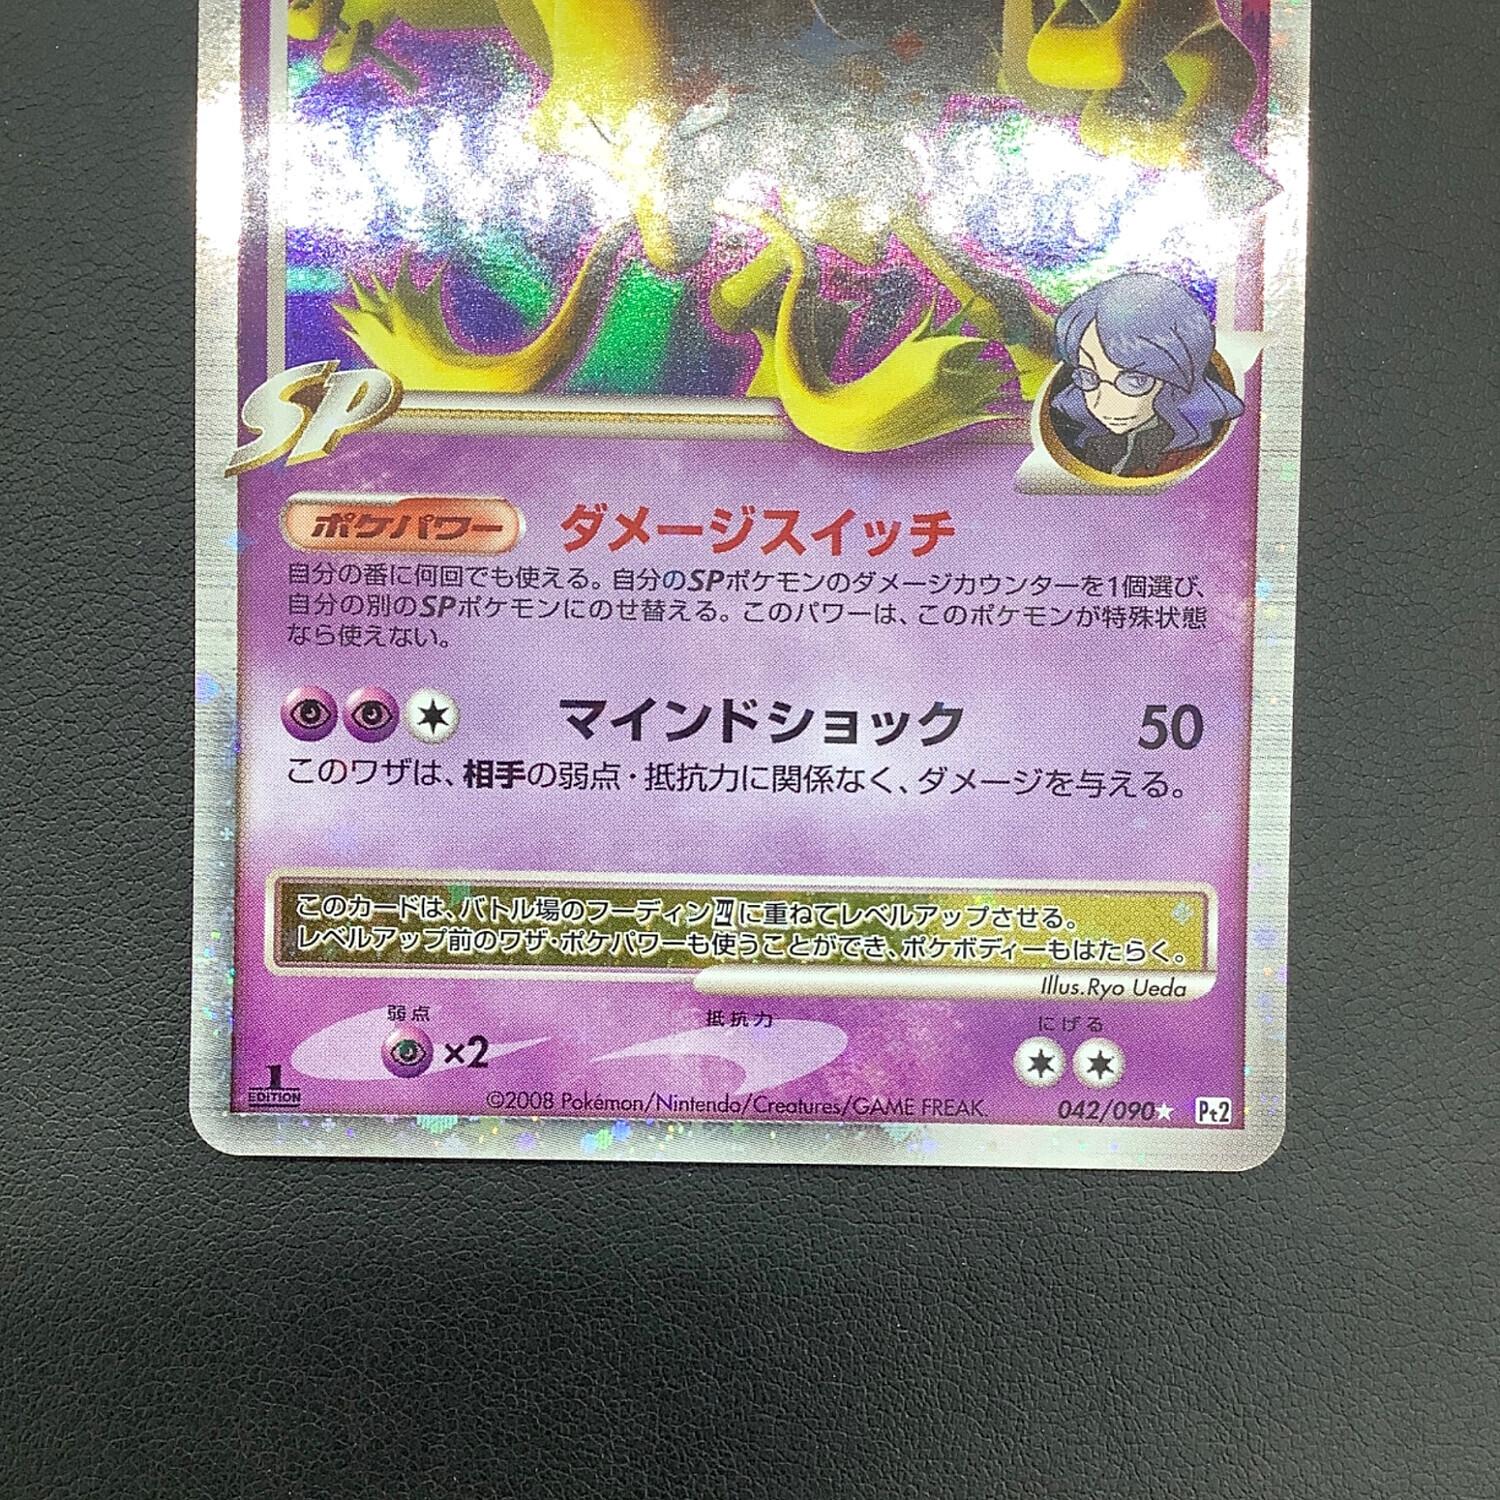 SP
ポケパワー ダメージスイッチ
自分の番に何回でも使える。自分のSPポケモンのダメージカウンターを1個選び、
自分の別のSPポケモンにのせ替える。このパワーは、このポケモンが特殊状態
なら使えない。
マインドショック 50
このワザは、相手の弱点・抵抗力に関係なく、ダメージを与える。
このカードは、バトル場のフーディン四に重ねてレベルアップさせる。
レベルアップ前のワザ・ポケパワーも使うことができ、ポケボディーもはたらく。
Illus.Ryo Ueda
弱点 抵抗力 にげる
×2
1
EDITION
©2008 Pokémon/Nintendo/Creatures/GAME FREAK.
042/090★ Pt2